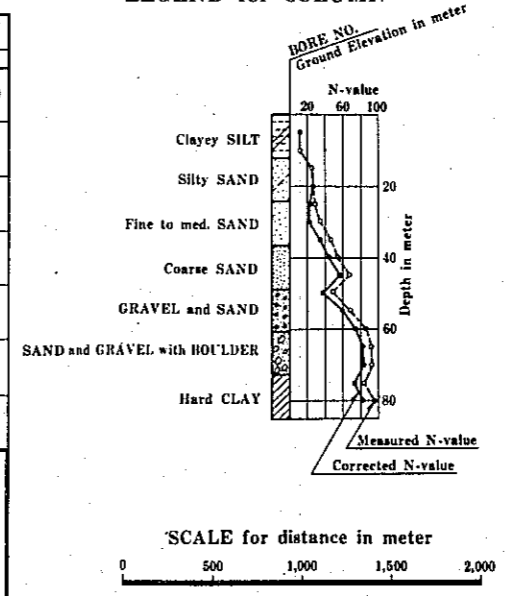 LEGEND for COLUMN
BORE NO.
Ground Elevation in meter
N-value
20 60 100
Clayey SILT
Silty SAND
Fine to med. SAND
Coarse SAND
GRAVEL and SAND
SAND and GRAVEL with BOULDER
Hard CLAY
20
40
60
80
Depth in meter
Measured N-value
Corrected N-value
SCALE for distance in meter
0 500 1,000 1,500 2,000